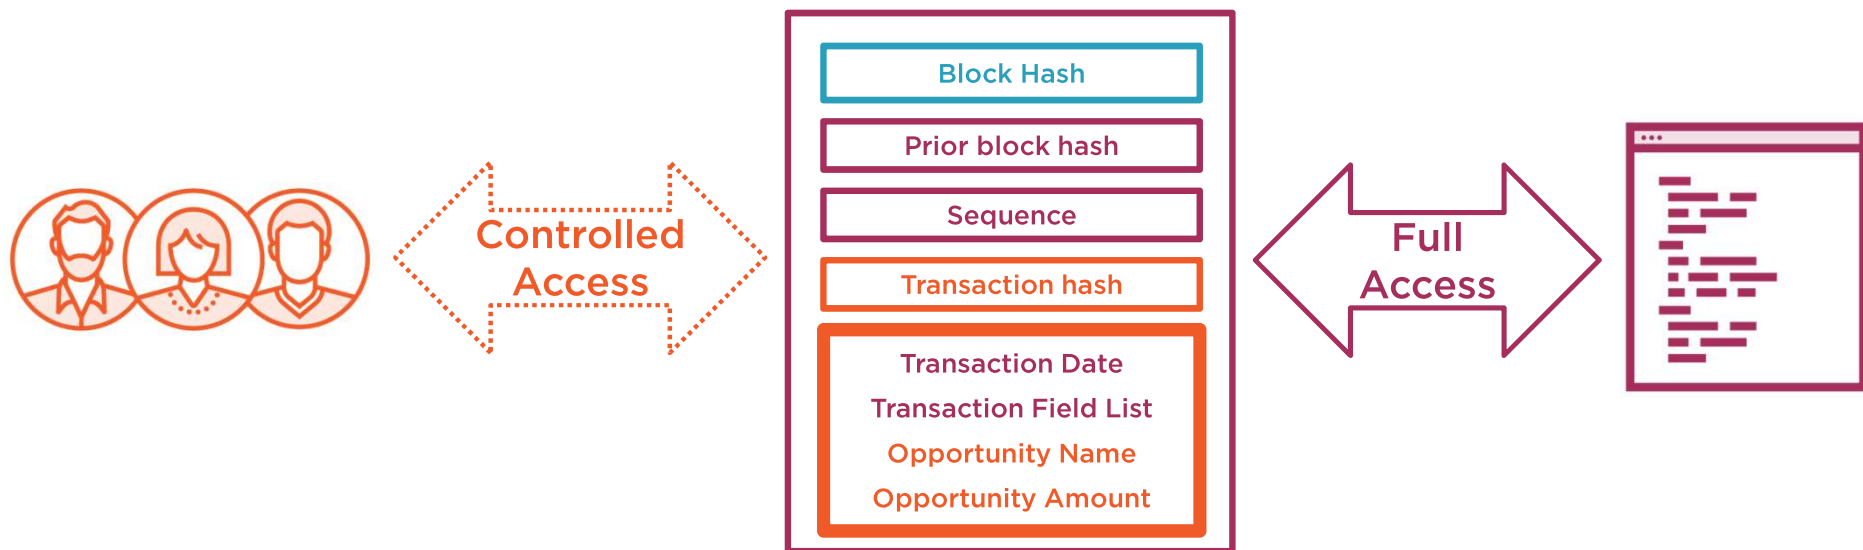 Block Hash
Prior block hash
Sequence
Transaction hash
Transaction Date
Transaction Field List
Opportunity Name
Opportunity Amount
Controlled
Access
Full
Access